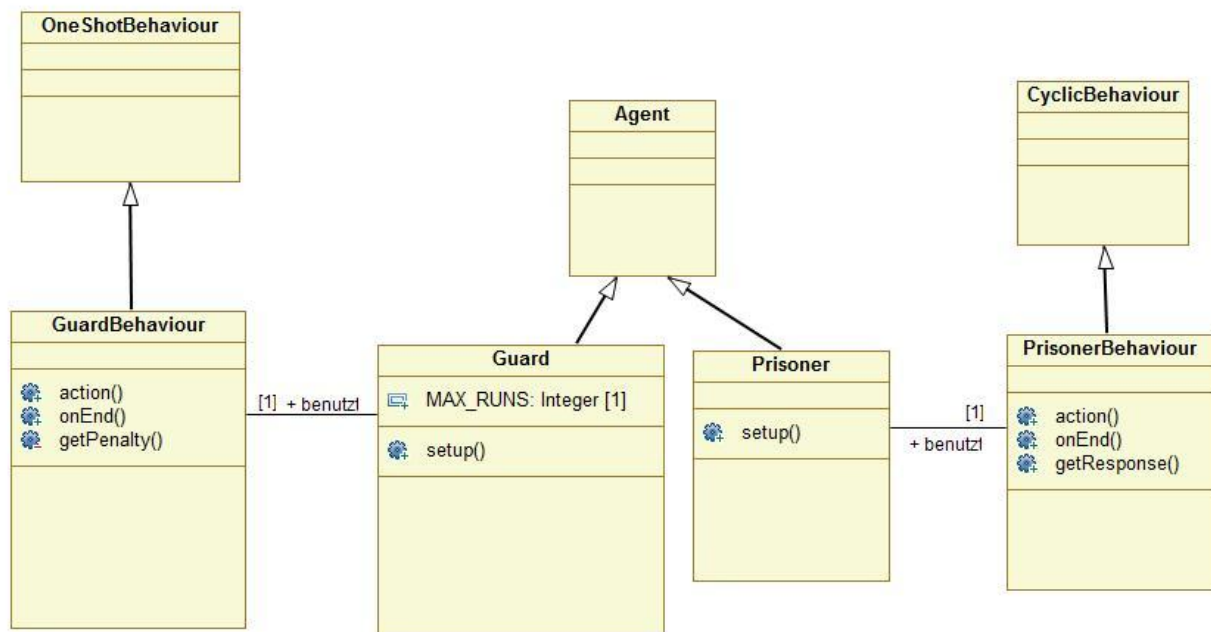 OneShotBehaviour
Agent
CyclicBehaviour
GuardBehaviour
action()
onEnd()
getPenalty()
[1] + benutzt
Guard
MAX_RUNS: Integer [1]
setup()
Prisoner
setup()
[1]
+ benutzt
PrisonerBehaviour
action()
onEnd()
getResponse()